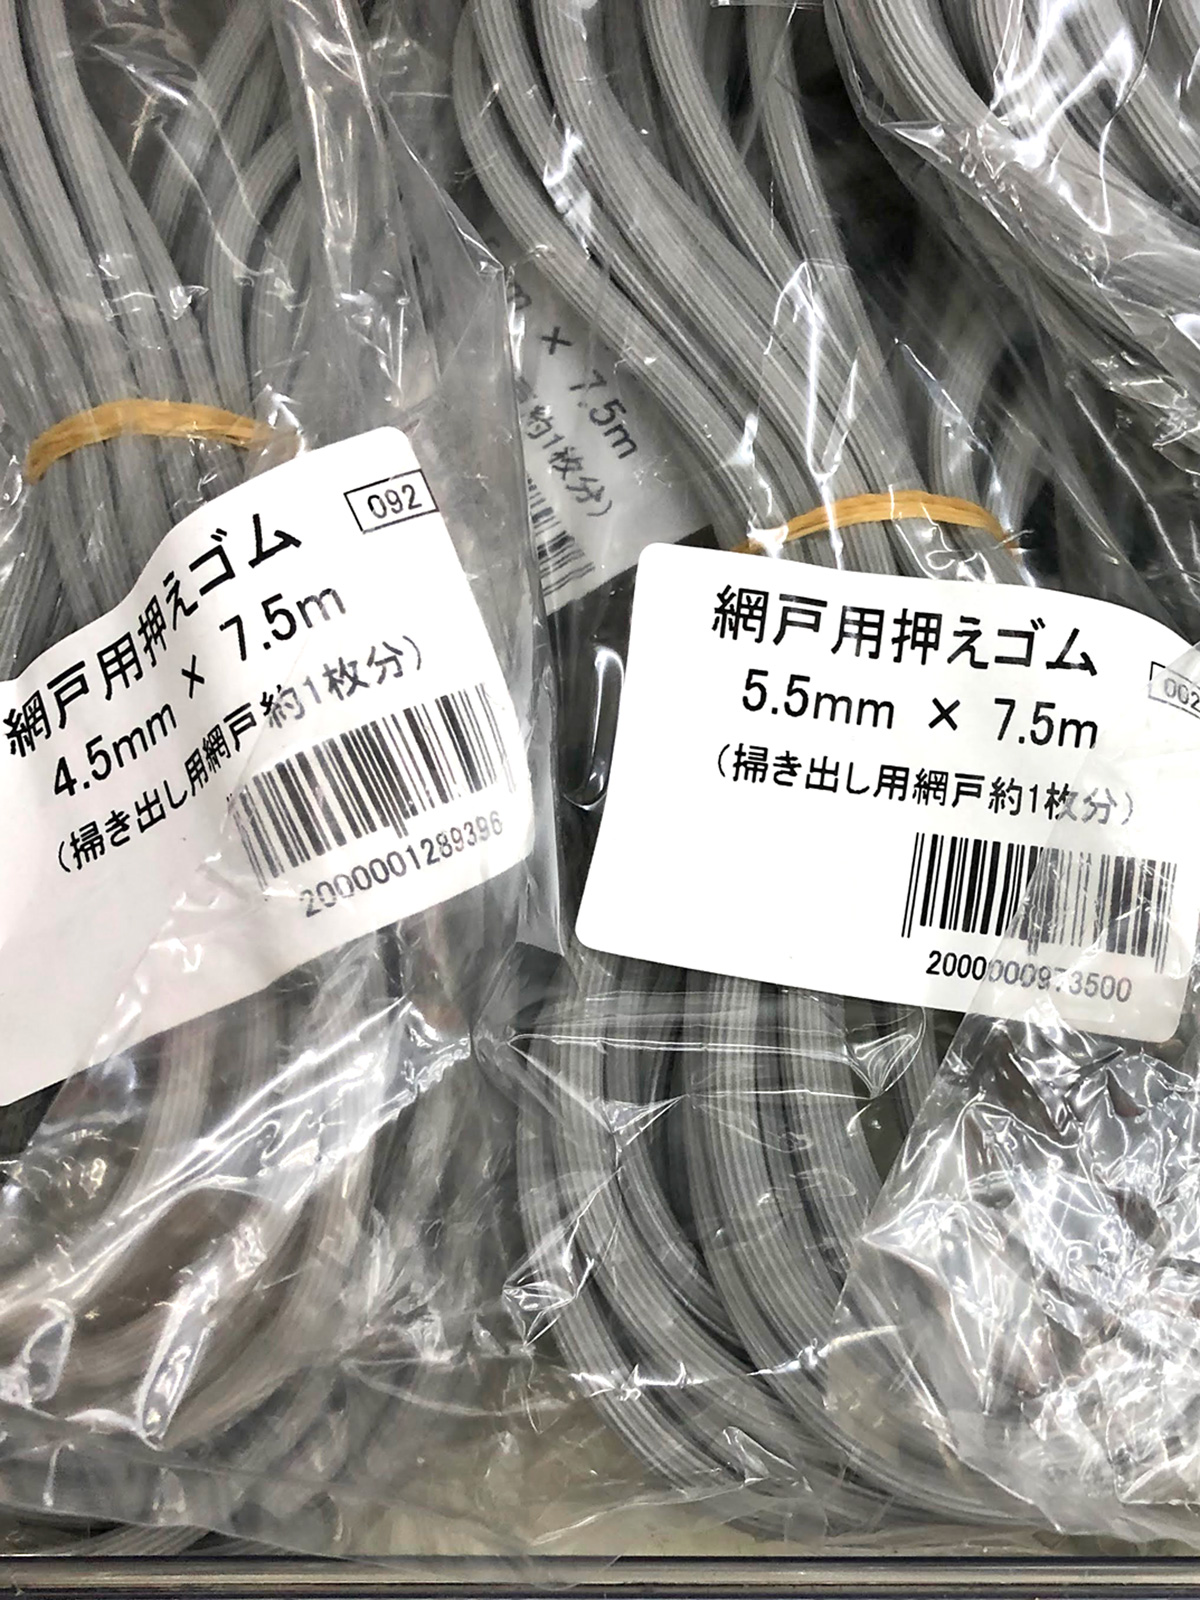 092
網戸用押えゴム
4.5mm × 7.5m
(掃き出し用網戸約1枚分)
2000001289396
× 7.5m
約1枚分)
002
網戸用押えゴム
5.5mm × 7.5m
(掃き出し用網戸約1枚分)
2000000973500